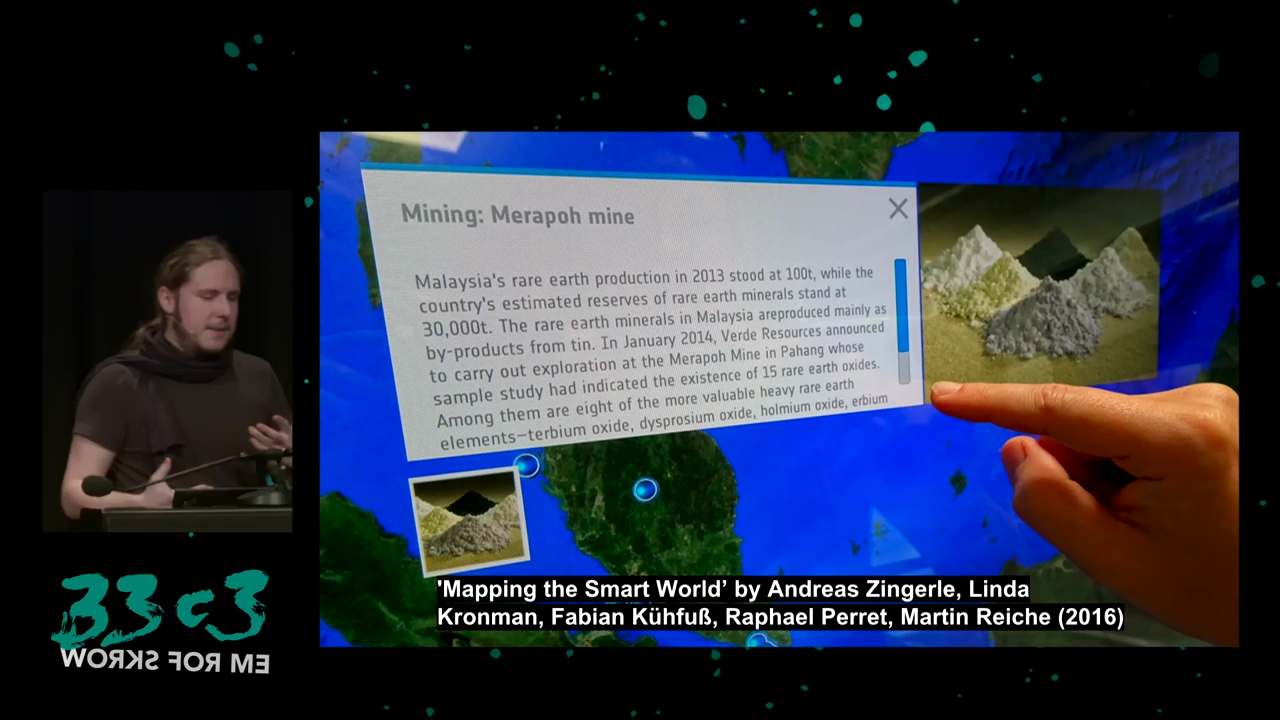 Mining: Merapoh mine
Malaysia's rare earth production in 2013 stood at 100t, while the
country's estimated reserves of rare earth minerals stand at
30,000t. The rare earth minerals in Malaysia areproduced mainly as
by-products from tin. In January 2014, Verde Resources announced
to carry out exploration at the Merapoh Mine in Pahang whose
sample study had indicated the existence of 15 rare earth oxides.
Among them are eight of the more valuable heavy rare earth
elements—terbium oxide, dysprosium oxide, holmium oxide, erbium
'Mapping the Smart World’ by Andreas Zingerle, Linda
Kronman, Fabian Kühfuß, Raphael Perret, Martin Reiche (2016)
33c3
WORKS FOR ME